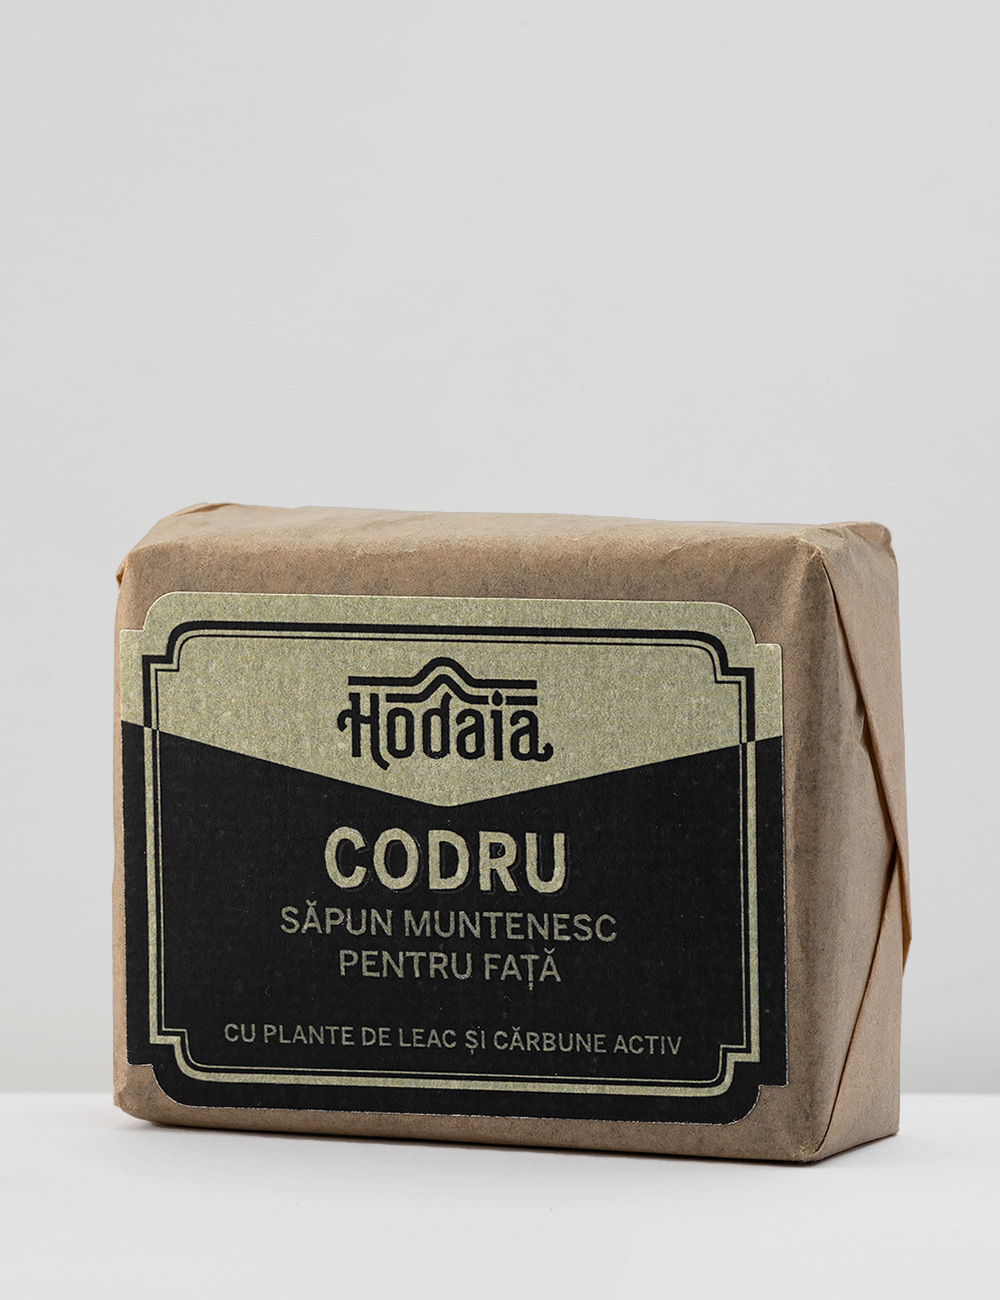 Hodaia
CODRU
SĂPUN MUNTENESC
PENTRU FAȚĂ
CU PLANTE DE LEAC ȘI CĂRBUNE ACTIV